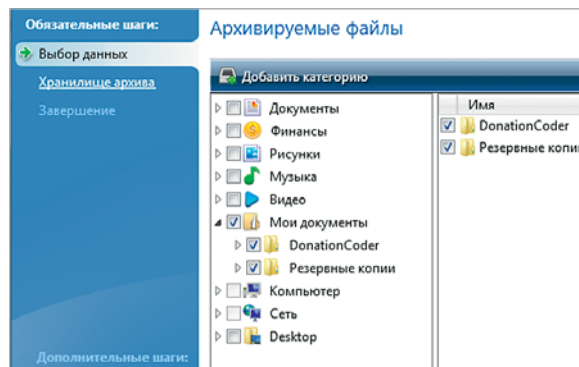 Обязательные шаги:
Выбор данных
Хранилище архива
Завершение
Дополнительные шаги:
Архивируемые файлы
Добавить категорию
Документы
Финансы
Рисунки
Музыка
Видео
Мои документы
DonationCoder
Резервные копии
Компьютер
Сеть
Desktop
Имя
DonationCoder
Резервные копии